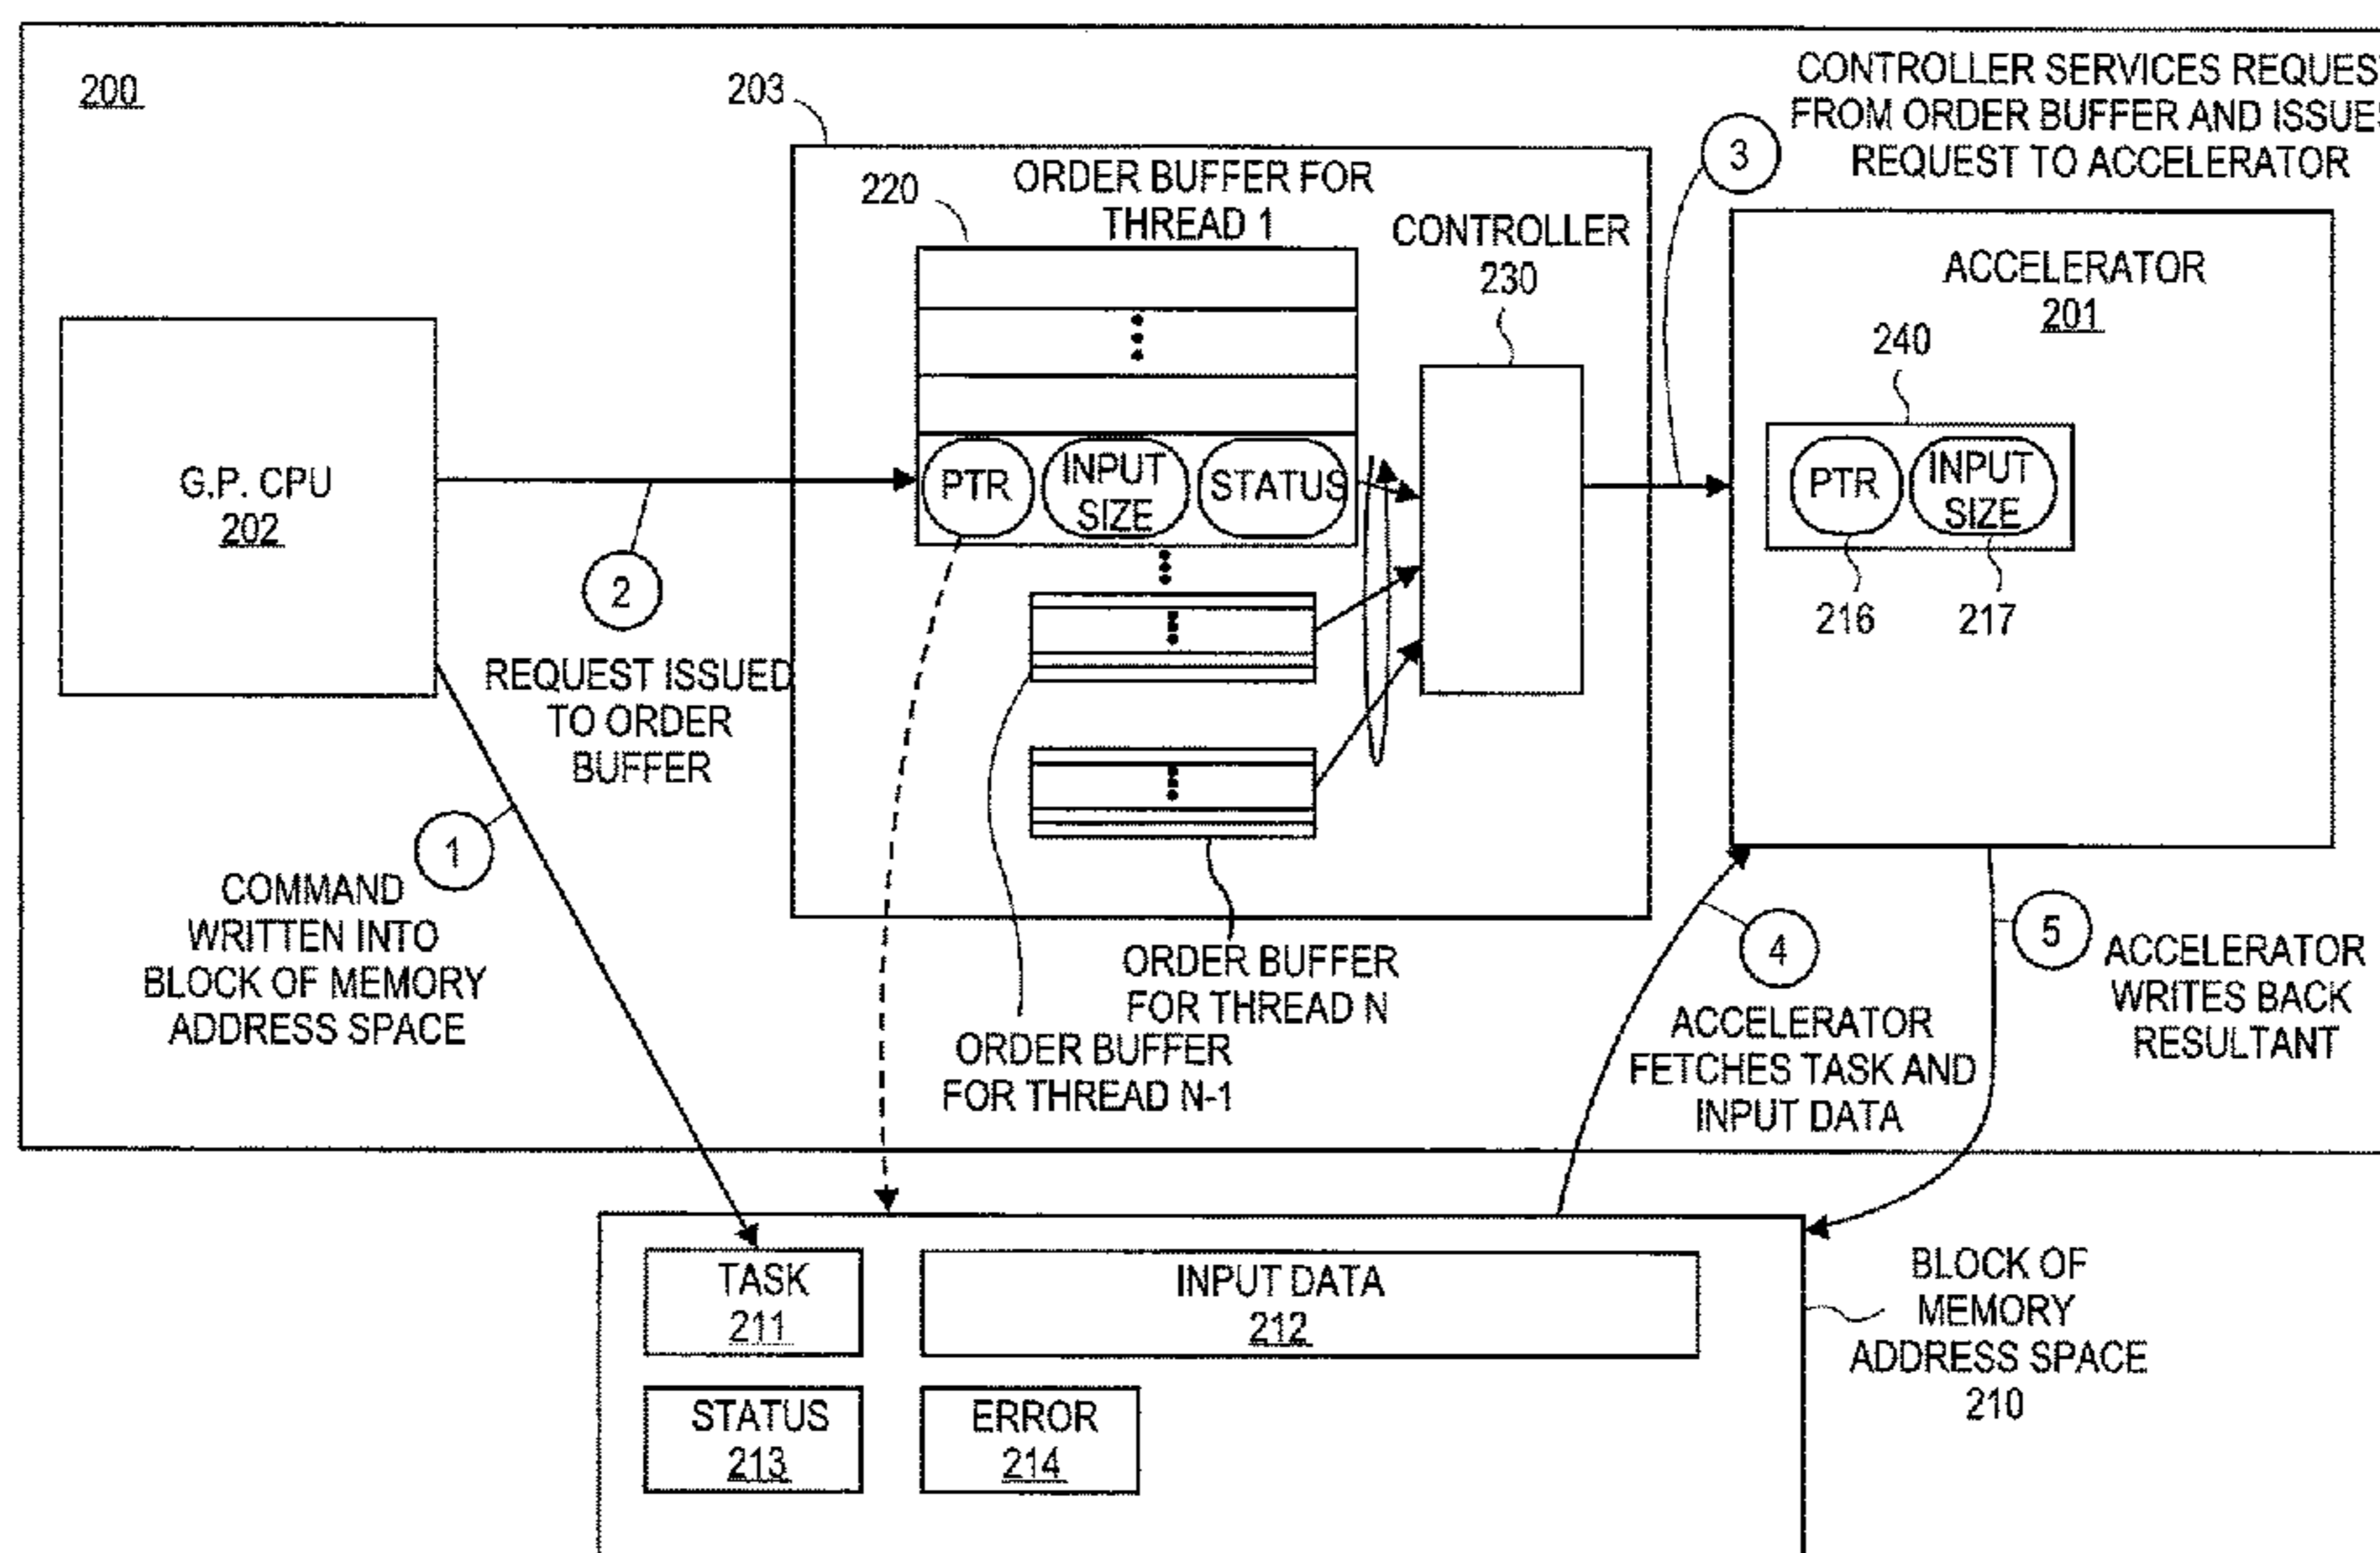 200
203
CONTROLLER SERVICES REQUEST
FROM ORDER BUFFER AND ISSUES
REQUEST TO ACCELERATOR
3
220
ORDER BUFFER FOR
THREAD 1
CONTROLLER
230
ACCELERATOR
201
240
G.P. CPU
202
PTR
INPUT
SIZE
STATUS
PTR
INPUT
SIZE
216
217
2
REQUEST ISSUED
TO ORDER
BUFFER
1
COMMAND
WRITTEN INTO
BLOCK OF MEMORY
ADDRESS SPACE
ORDER BUFFER
FOR THREAD N
ORDER BUFFER
FOR THREAD N-1
4
ACCELERATOR
FETCHES TASK AND
INPUT DATA
5
ACCELERATOR
WRITES BACK
RESULTANT
TASK
211
INPUT DATA
212
STATUS
213
ERROR
214
BLOCK OF
MEMORY
ADDRESS SPACE
210